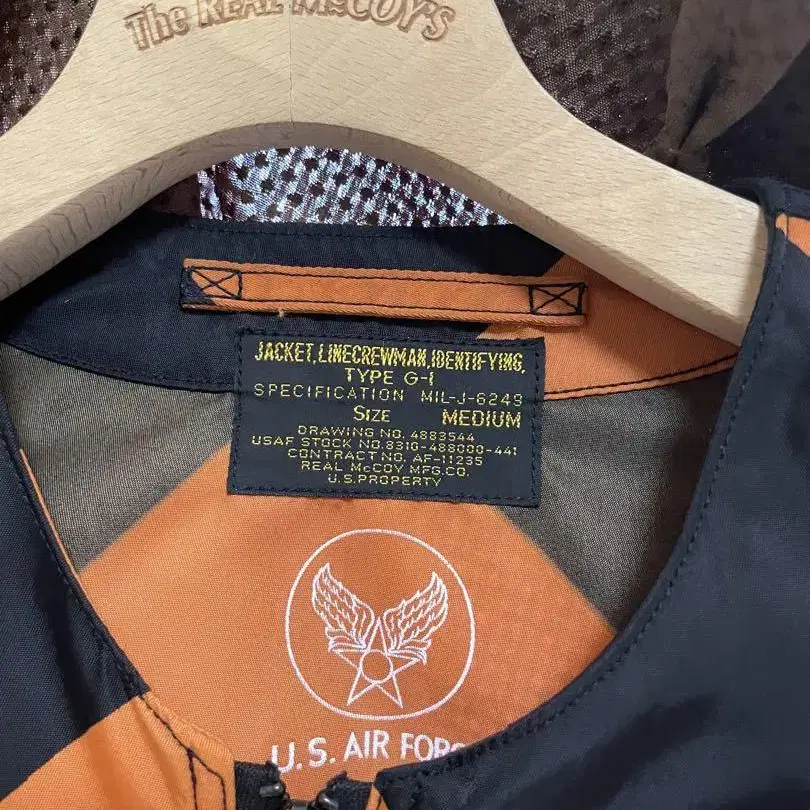 The REAL McCOY'S
JACKET, LINECREWMAN, IDENTIFYING,
TYPE G-1
SPECIFICATION MIL-J-6249
SIZE MEDIUM
DRAWING NO. 4883544
USAF STOCK NO. 8310-488000-441
CONTRACT NO. AF-11235
REAL McCOY MFG.CO.
U.S.PROPERTY
U.S. AIR FORC